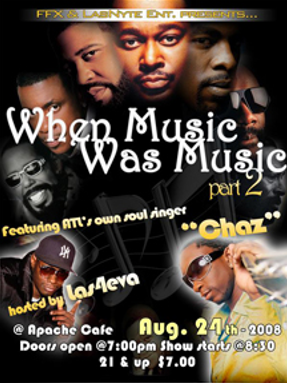 FFX & LasNyte Ent. presents...
When Music
Was Music
part 2
Featuring ATL's own soul singer
"Chaz"
hosted by Las4eva
@ Apache Cafe Aug. 24th - 2008
Doors open @7:00pm Show starts @8:30
21 & up $7.00